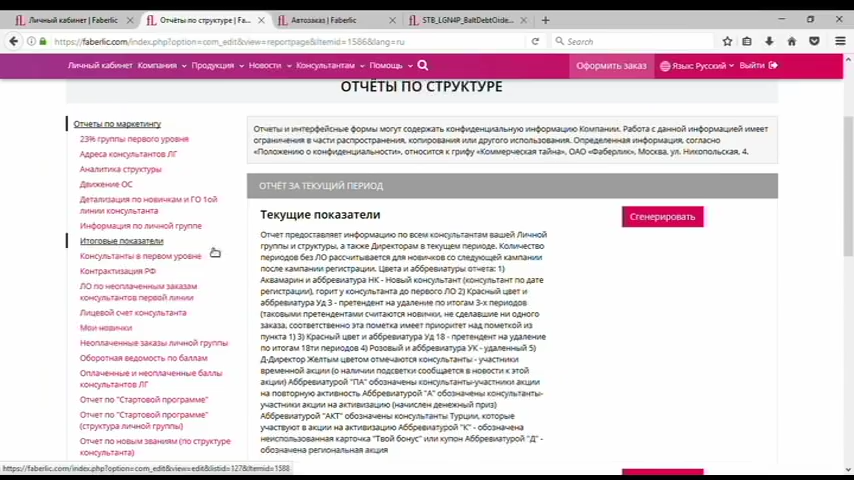 Личный кабинет | Faberlic
Отчёты по структуре | Fa...
Автозаказ | Faberlic
STB_LGN4P_BaltDebtOrde...
https://faberlic.com/index.php?option=com_edit&view=reportpage&Itemid=1586&lang=ru
Search
Личный кабинет Компания Продукция Новости Консультантам Помощь
Оформить заказ Язык: Русский Выйти
ОТЧЁТЫ ПО СТРУКТУРЕ
Отчеты по маркетингу
23% группы первого уровня
Адреса консультантов ЛГ
Аналитика структуры
Движение ОС
Детализация по новичкам и ГО 1ой
линии консультанта
Информация по личной группе
Итоговые показатели
Консультанты в первом уровне
Контрактизация РФ
ЛО по неоплаченным заказам
консультантов первой линии
Лицевой счет консультанта
Мои новички
Неоплаченные заказы личной группы
Оборотная ведомость по баллам
Оплаченные и неоплаченные баллы
консультантов ЛГ
Отчет по "Стартовой программе"
Отчет по "Стартовой программе"
(структура личной группы)
Отчет по новым званиям (по структуре
консультанта)
Отчеты и интерфейсные формы могут содержать конфиденциальную информацию Компании. Работа с данной информацией имеет
ограничения в части распространения, копирования или другого использования. Определенная информация, согласно
«Положению о конфиденциальности», относится к грифу «Коммерческая тайна», ОАО «Фаберлик», Москва, ул. Никопольская, 4.
ОТЧЁТ ЗА ТЕКУЩИЙ ПЕРИОД
Текущие показатели
Сгенерировать
Отчет предоставляет информацию по всем консультантам вашей Личной
группы и структуры, а также Директорам в текущем периоде. Количество
периодов без ЛО рассчитывается для новичков со следующей кампании
после кампании регистрации. Цвета и аббревиатуры отчета: 1)
Аквамарин и аббревиатура НК - Новый консультант (консультант по дате
регистрации), горит у консультанта до первого ЛО 2) Красный цвет и
аббревиатура Уд 3 - претендент на удаление по итогам 3-х периодов
(таковыми претендентами считаются новички, не сделавшие ни одного
заказа, соответственно эта пометка имеет приоритет над пометкой из
пункта 1) 3) Красный цвет и аббревиатура Уд 18 - претендент на удаление
по итогам 18ти периодов 4) Розовый и аббревиатура УК - удаленный 5)
Д-Директор Желтым цветом отмечаются консультанты - участники
временной акции (о наличии подсветки сообщается в новости к этой
акции) Аббревиатурой "ПА" обозначены консультанты-участники акции
на повторную активность Аббревиатурой "А" обозначены консультанты-
участники акции на активизацию (начислен денежный приз)
Аббревиатурой "АКТ" обозначены консультанты Турции, которые
участвуют в акции на активизацию Аббревиатурой "К" - обозначена
неиспользованная карточка "Твой бонус" или купон Аббревиатурой "Д" -
обозначена региональная акция
https://faberlic.com/index.php?option=com_edit&view=edit&listid=127&Itemid=1588